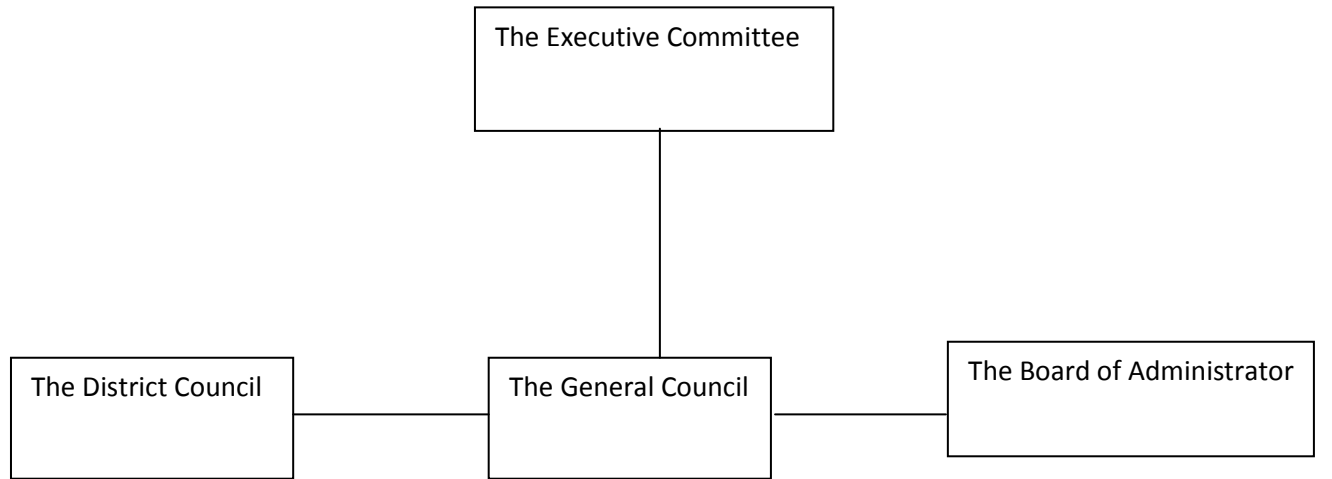 The Executive Committee
The District Council
The General Council
The Board of Administrator